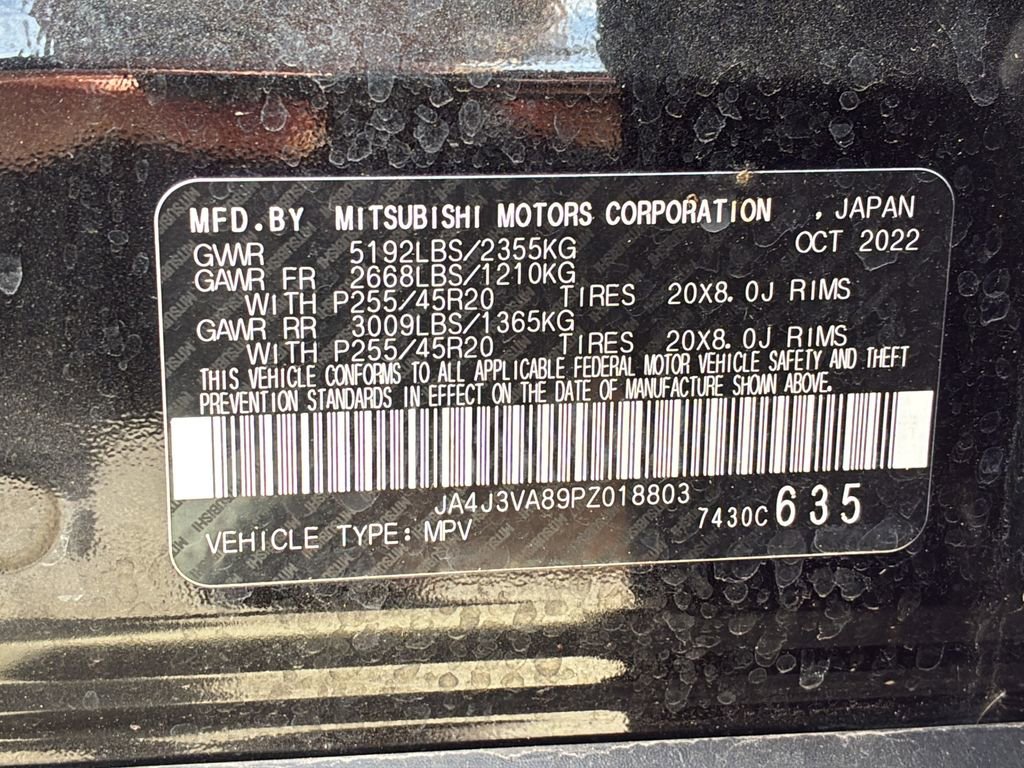 MFD.BY MITSUBISHI MOTORS CORPORATION , JAPAN
GVWR 5192LBS/2355KG OCT 2022
GAWR FR 2668LBS/1210KG
WITH P255/45R20 TIRES 20X8.0J RIMS
GAWR RR 3009LBS/1365KG
WITH P255/45R20 TIRES 20X8.0J RIMS
THIS VEHICLE CONFORMS TO ALL APPLICABLE FEDERAL MOTOR VEHICLE SAFETY AND THEFT
PREVENTION STANDARDS IN EFFECT ON THE DATE OF MANUFACTURE SHOWN ABOVE.
JA4J3VA89PZ018803
VEHICLE TYPE: MPV 7430C 635